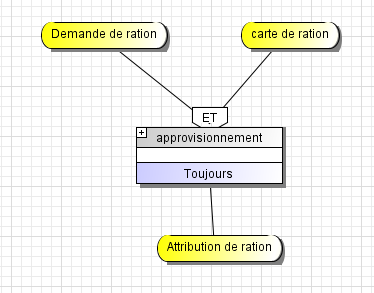 Demande de ration
carte de ration
ET
approvisionnement
Toujours
Attribution de ration